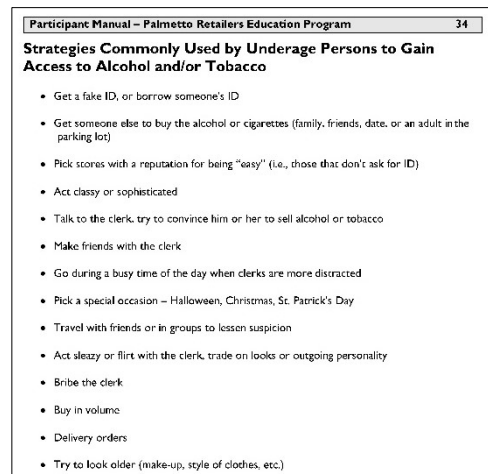 Participant Manual – Palmetto Retailers Education Program 34
Strategies Commonly Used by Underage Persons to Gain
Access to Alcohol and/or Tobacco
• Get a fake ID, or borrow someone's ID
• Get someone else to buy the alcohol or cigarettes (family. friends, date. or an adult in the
parking lot)
• Pick stores with a reputation for being "easy" (i.e., those that don't ask for ID)
• Act classy or sophisticated
• Talk to the clerk. try to convince him or her to sell alcohol or tobacco
• Make friends with the clerk
• Go during a busy time of the day when clerks are more distracted
• Pick a special occasion – Halloween, Christmas, St. Patrick's Day
• Travel with friends or in groups to lessen suspicion
• Act sleazy or flirt with the clerk, trade on looks or outgoing personality
• Bribe the clerk
• Buy in volume
• Delivery orders
• Try to look older (make-up, style of clothes, etc.)